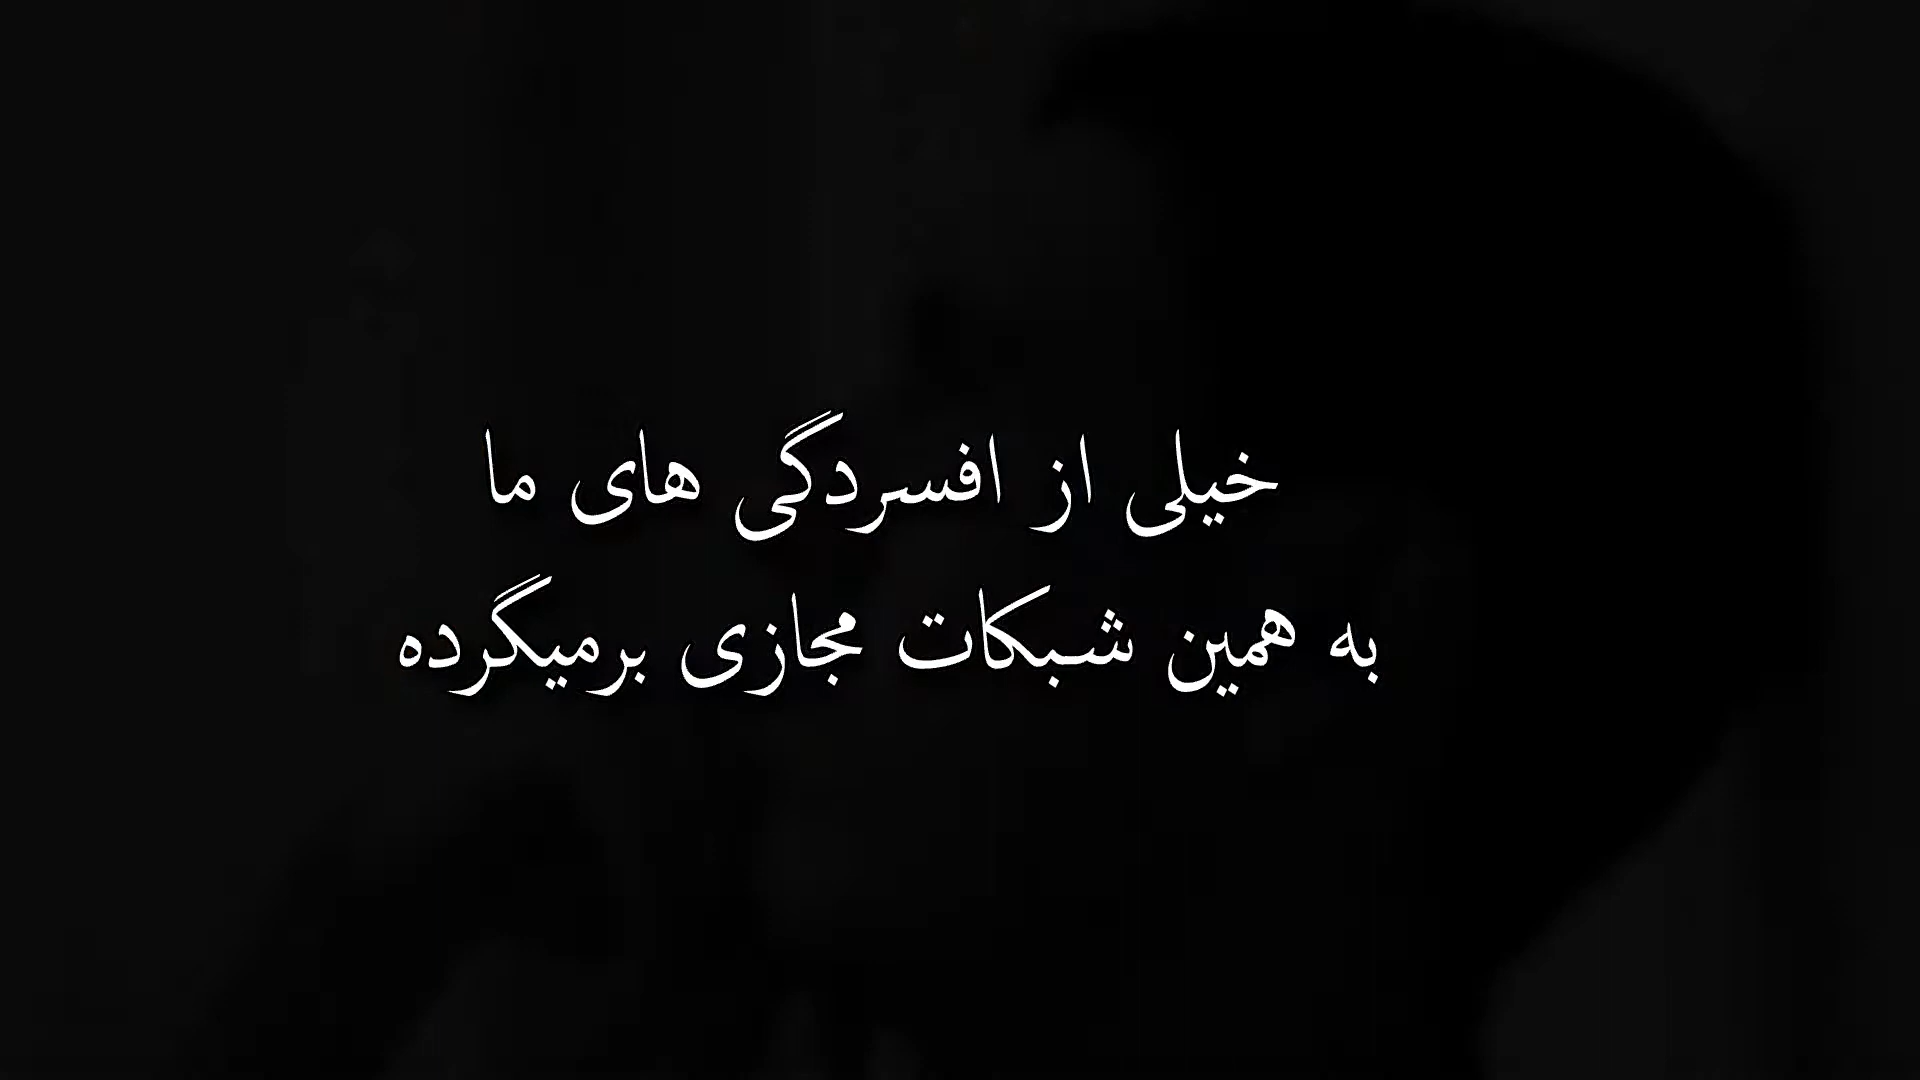 خیلی از افسردگی های ما
به همین شبکات مجازی برمیگرده